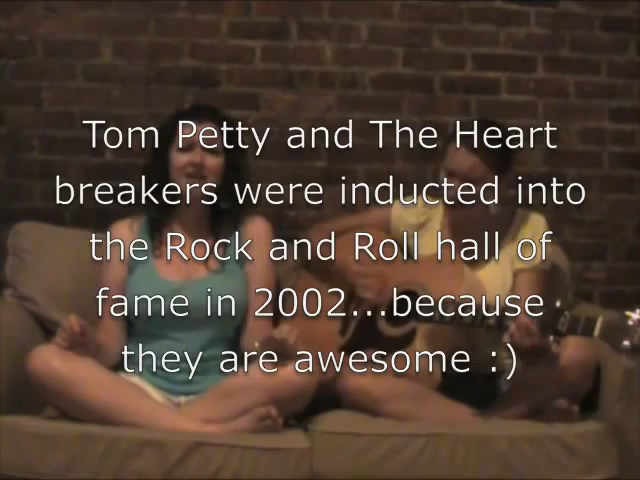 Tom Petty and The Heart
breakers were inducted into
the Rock and Roll hall of
fame in 2002...because
they are awesome :)